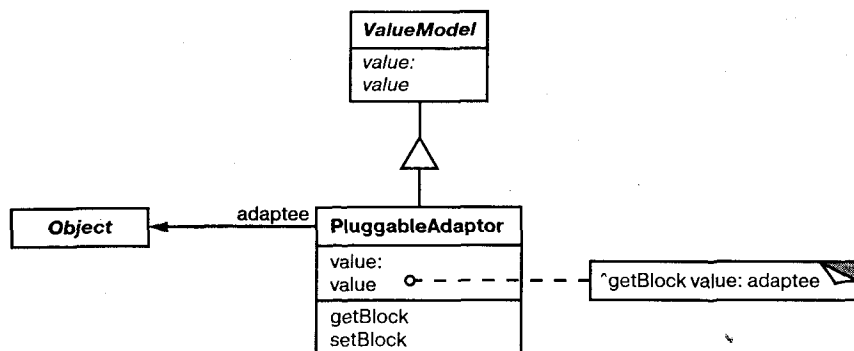 ValueModel
value:
value
adaptee
Object
PluggableAdaptor
value:
value
^getBlock value: adaptee
getBlock
setBlock